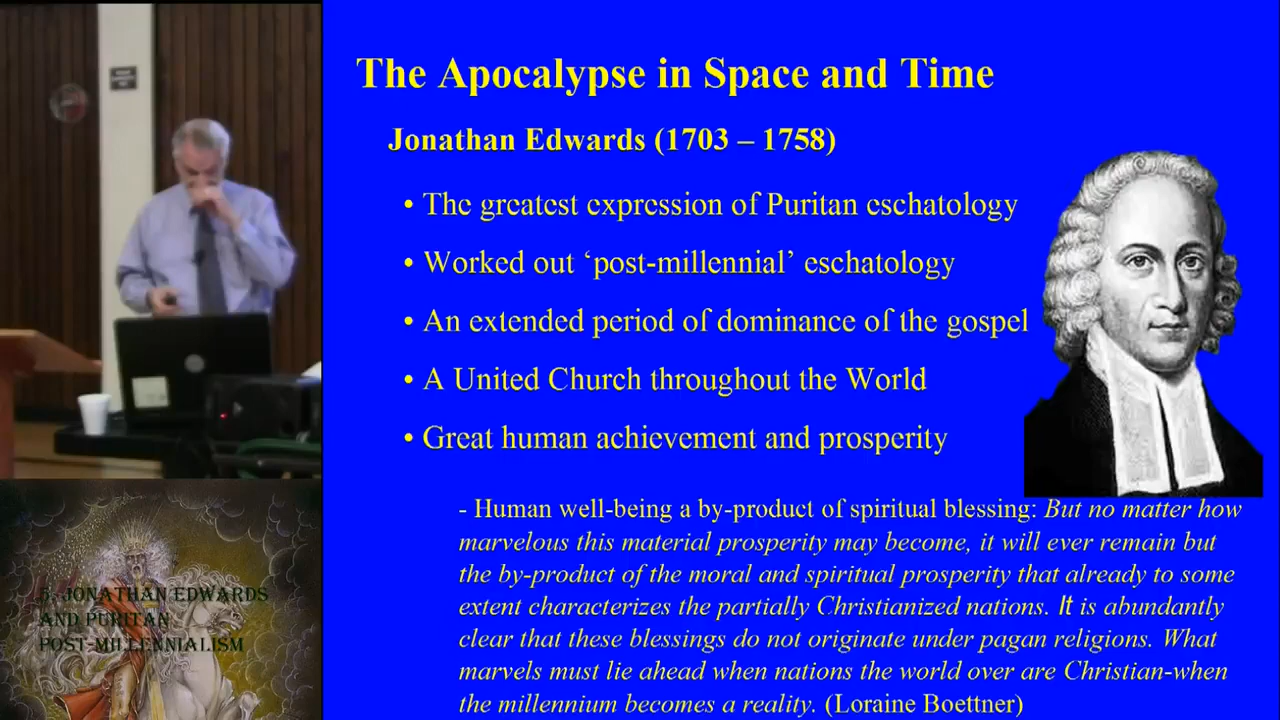 The Apocalypse in Space and Time
Jonathan Edwards (1703 – 1758)
• The greatest expression of Puritan eschatology
• Worked out ‘post-millennial’ eschatology
• An extended period of dominance of the gospel
• A United Church throughout the World
• Great human achievement and prosperity
- Human well-being a by-product of spiritual blessing: But no matter how
marvelous this material prosperity may become, it will ever remain but
the by-product of the moral and spiritual prosperity that already to some
extent characterizes the partially Christianized nations. It is abundantly
clear that these blessings do not originate under pagan religions. What
marvels must lie ahead when nations the world over are Christian-when
the millennium becomes a reality. (Loraine Boettner)
5. JONATHAN EDWARDS
AND PURITAN
POST-MILLENNIALISM